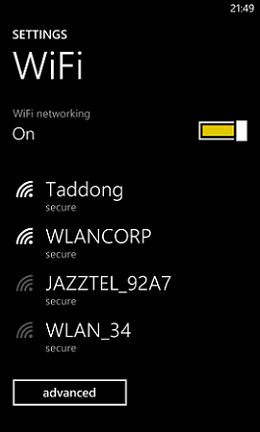 21:49
SETTINGS
WiFi
WiFi networking
On
Taddong
secure
WLANCORP
secure
JAZZTEL_92A7
secure
WLAN_34
secure
advanced